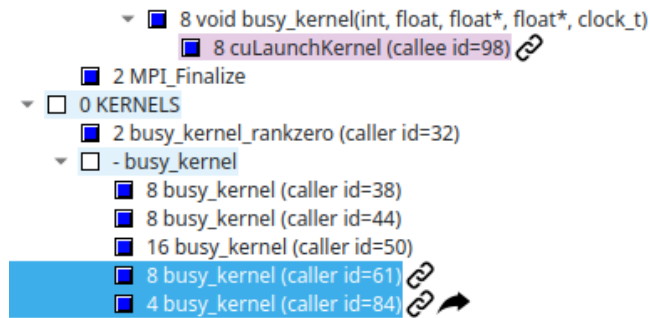 8 void busy_kernel(int, float, float*, float*, clock_t)
8 cuLaunchKernel (callee id=98)
2 MPI_Finalize
0 KERNELS
2 busy_kernel_rankzero (caller id=32)
- busy_kernel
8 busy_kernel (caller id=38)
8 busy_kernel (caller id=44)
16 busy_kernel (caller id=50)
8 busy_kernel (caller id=61)
4 busy_kernel (caller id=84)